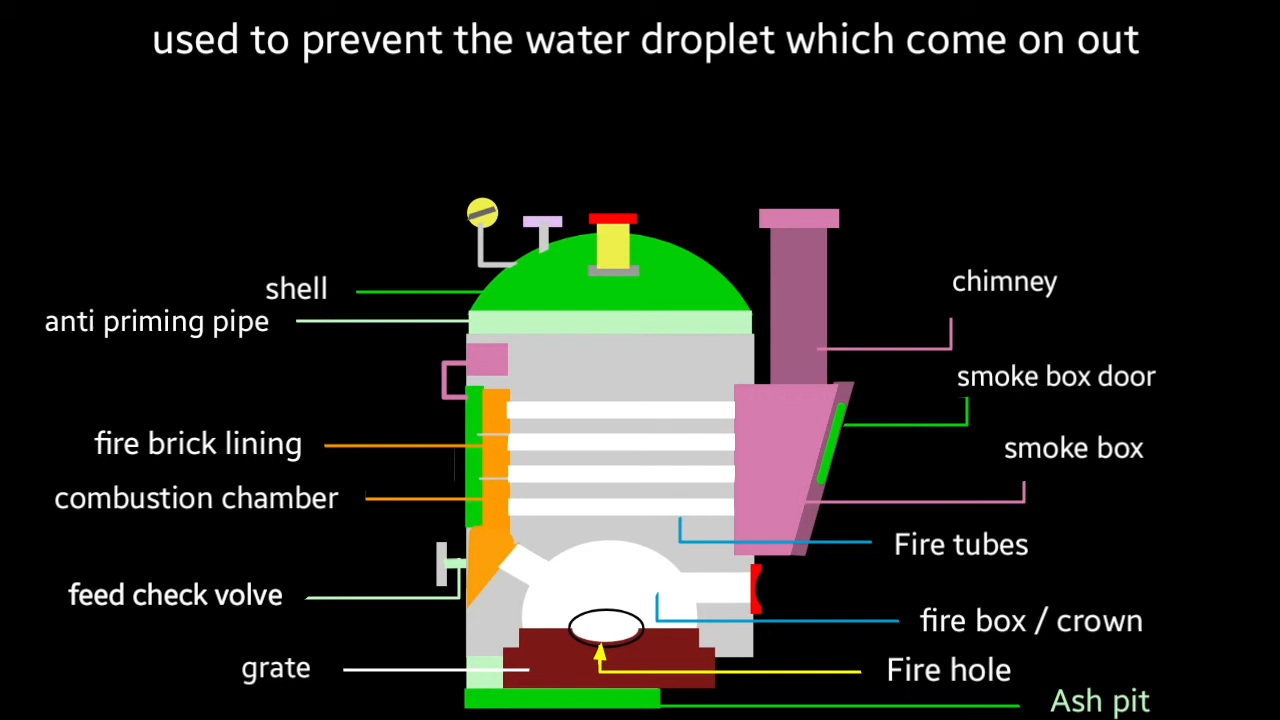 used to prevent the water droplet which come on out
shell
anti priming pipe
fire brick lining
combustion chamber
feed check volve
grate
chimney
smoke box door
smoke box
Fire tubes
fire box / crown
Fire hole
Ash pit